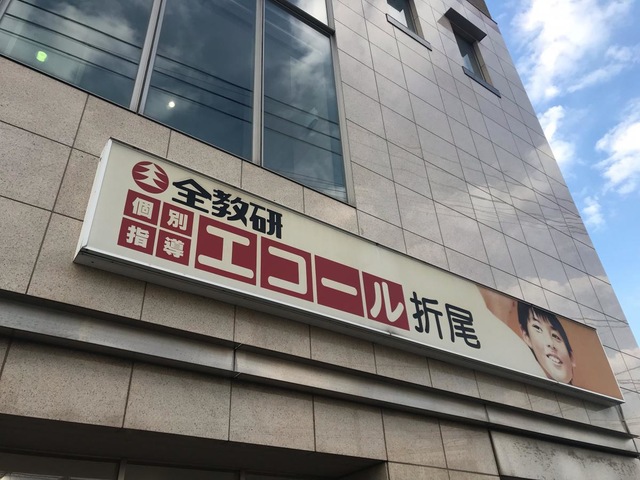 全教研
個別指導 エコール 折尾